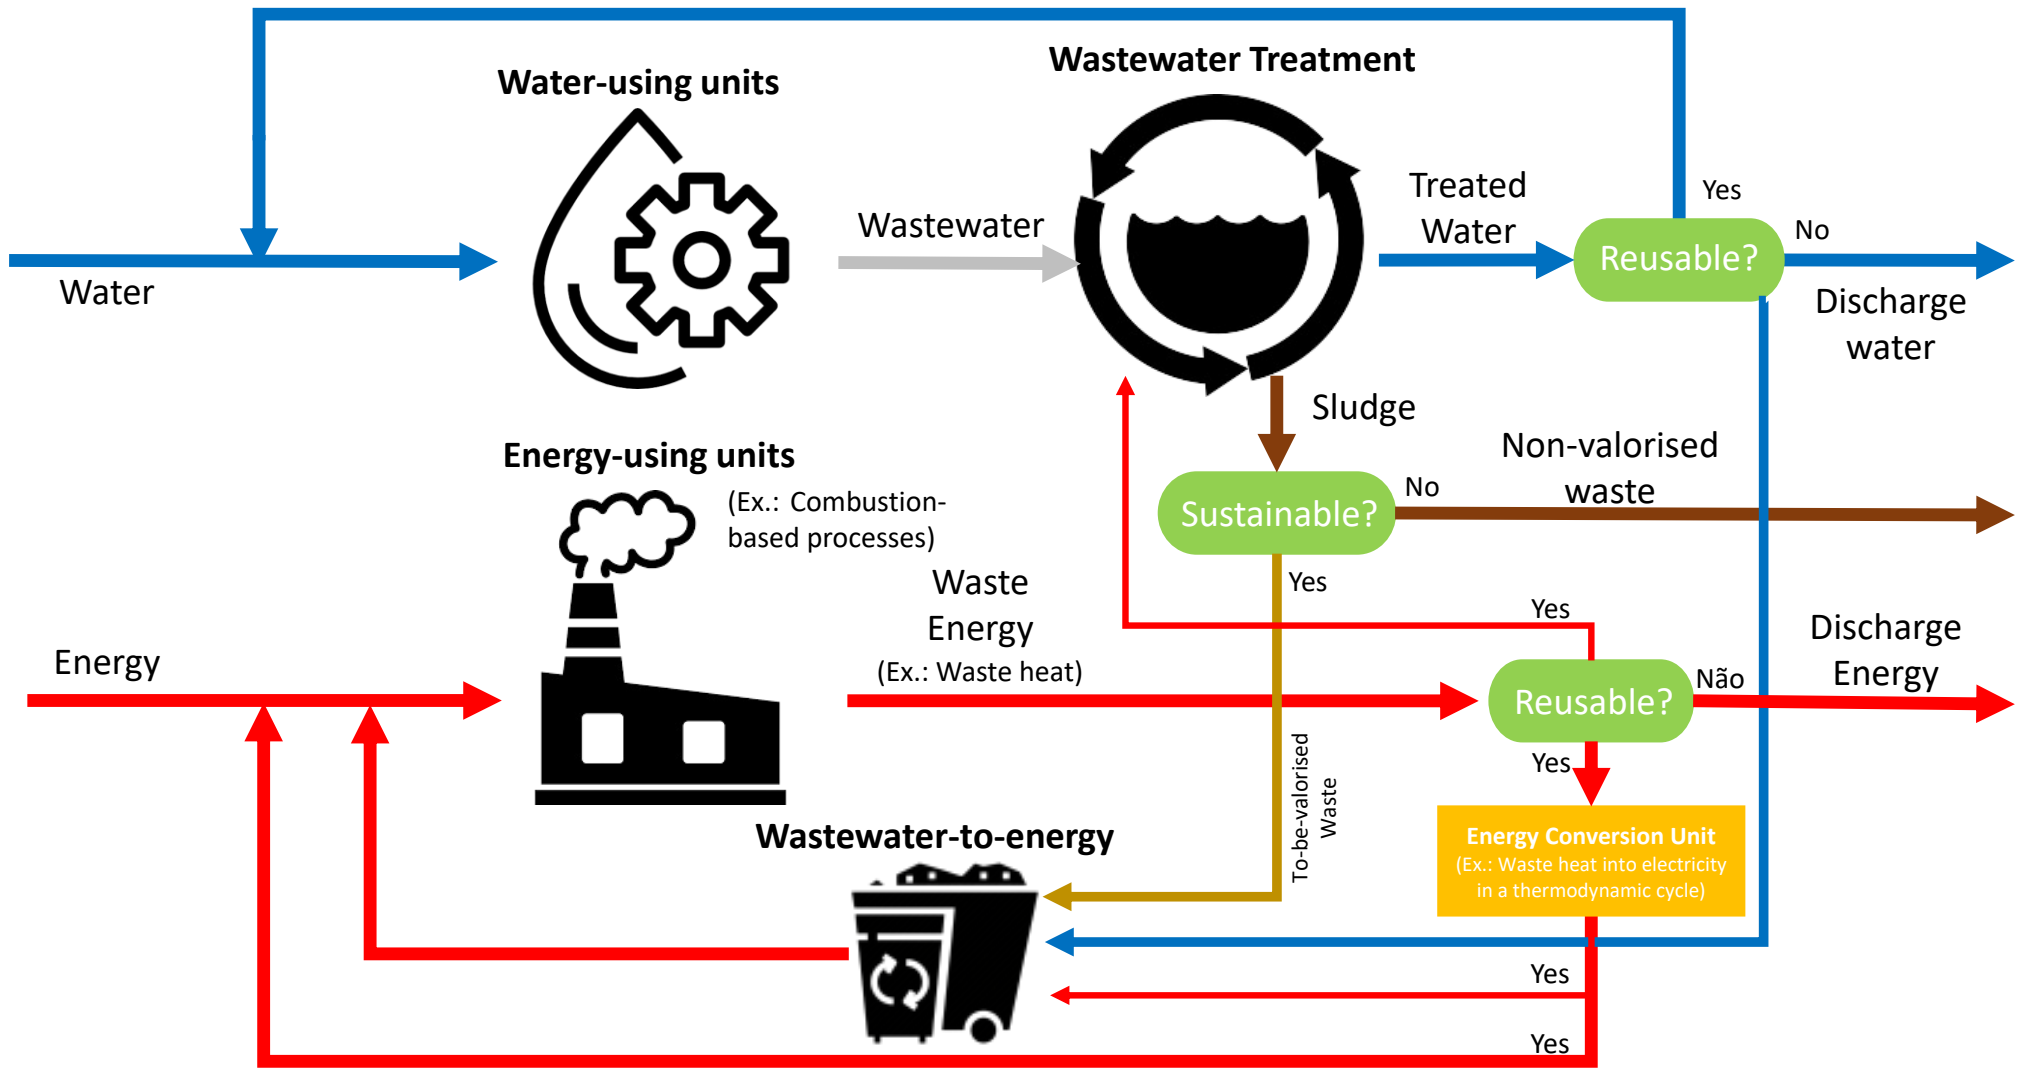 Wastewater Treatment
Water-using units
Treated
Water
Yes
Wastewater
No
Reusable?
Water
Discharge
water
Sludge
Energy-using units
(Ex.: Combustion-
based processes)
Non-valorised
waste
No
Sustainable?
Yes
Waste
Energy
(Ex.: Waste heat)
Yes
Discharge
Energy
Energy
Não
Reusable?
Yes
To-be-valorised
Waste
Wastewater-to-energy
Energy Conversion Unit
(Ex.: Waste heat into electricity
in a thermodynamic cycle)
Yes
Yes